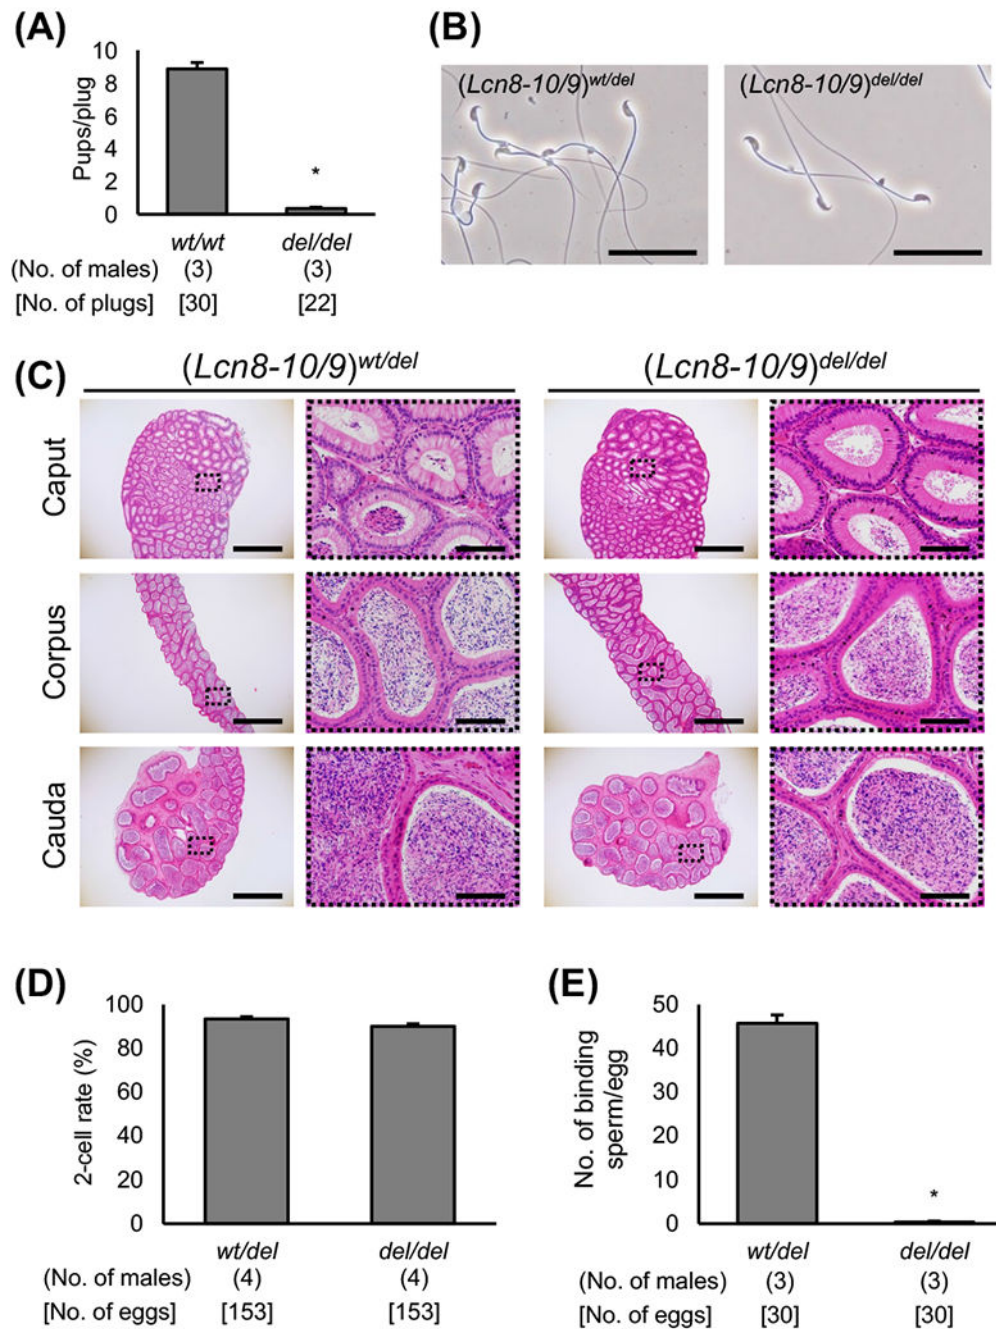 (A)
10
8
6
4
2
0
Pups/plug
*
wt/wt del/del
(No. of males) (3) (3)
[No. of plugs] [30] [22]
(B)
(Lcn8-10/9)wt/del
(Lcn8-10/9)del/del
(C)
(Lcn8-10/9)wt/del (Lcn8-10/9)del/del
Caput
Corpus
Cauda
(D)
100
80
60
40
20
0
2-cell rate (%)
wt/del del/del
(No. of males) (4) (4)
[No. of eggs] [153] [153]
(E)
50
40
30
20
10
0
No. of binding
sperm/egg
*
wt/del del/del
(No. of males) (3) (3)
[No. of eggs] [30] [30]